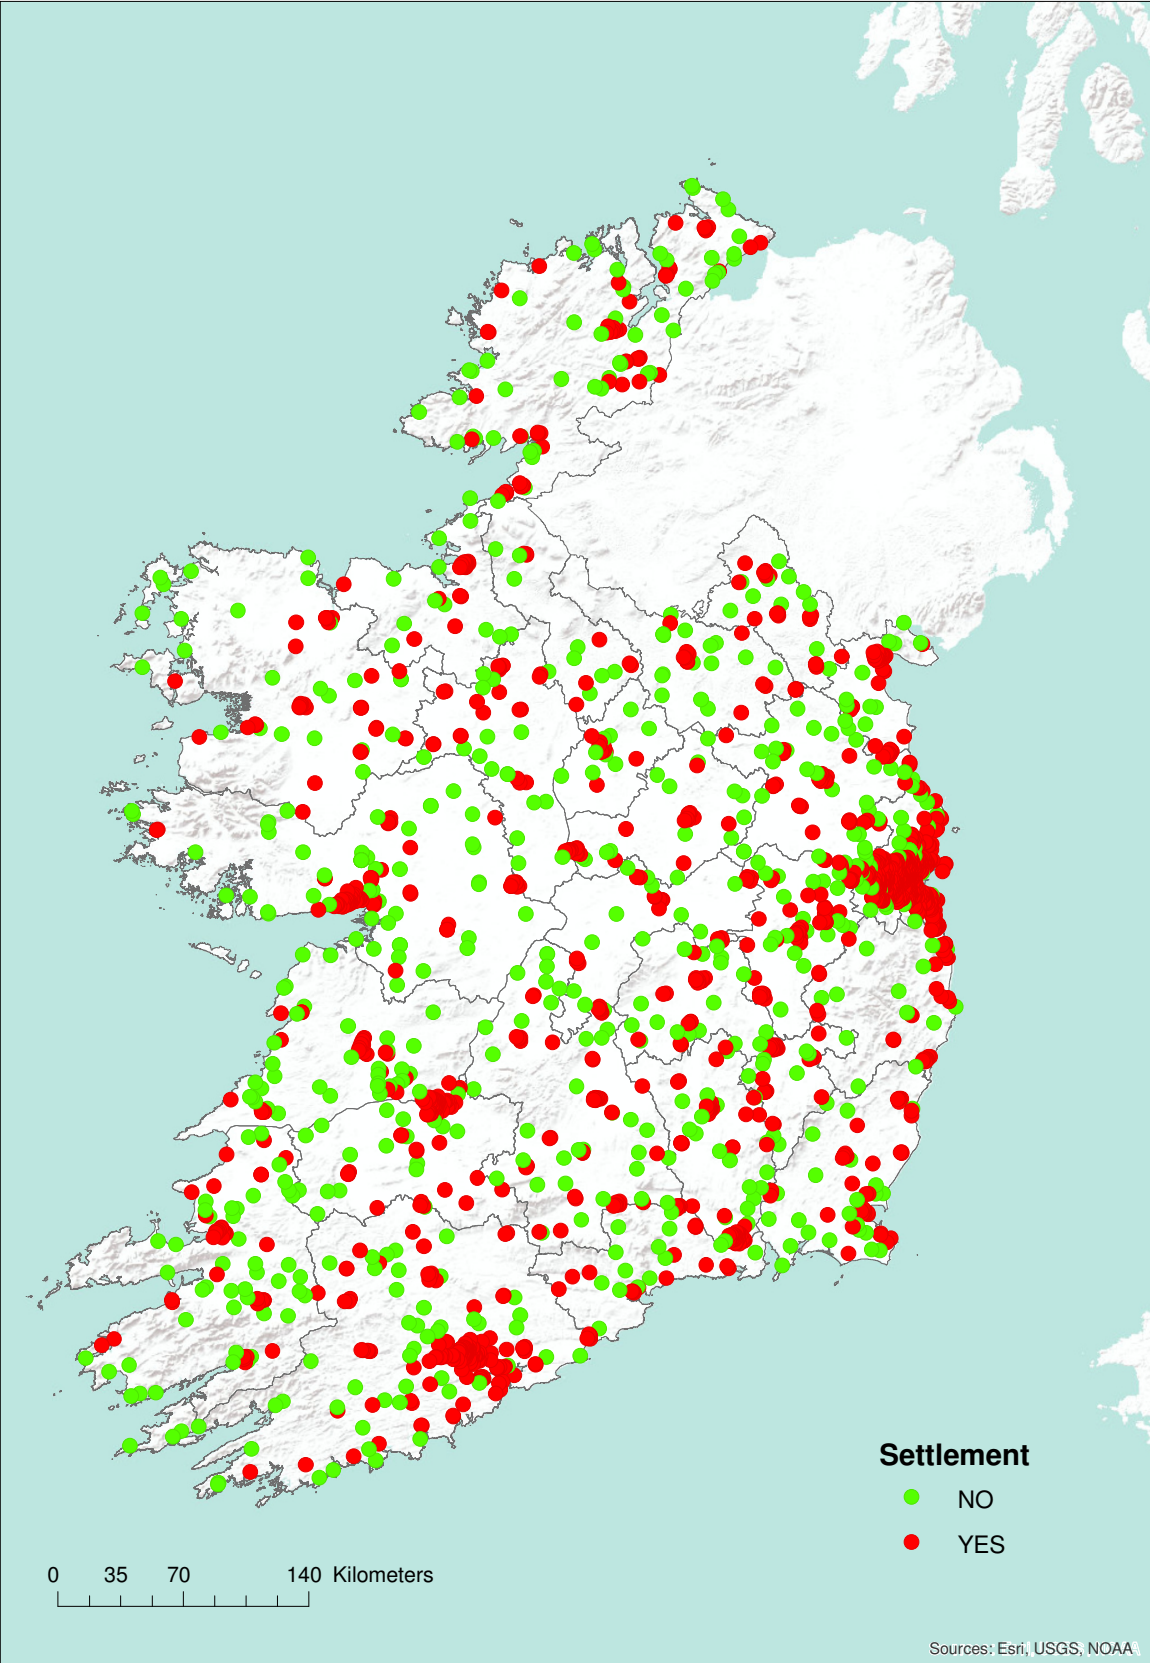 Settlement
NO
YES
0 35 70 140 Kilometers
Sources: Esri, USGS, NOAA